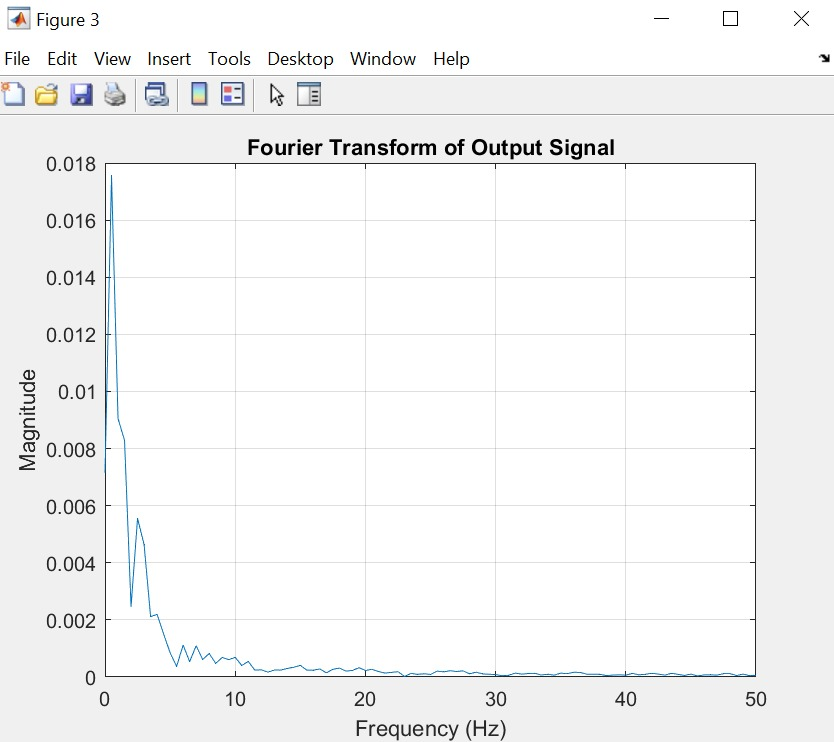 Figure 3
File Edit View Insert Tools Desktop Window Help
Fourier Transform of Output Signal
0.018
0.016
0.014
0.012
0.01
0.008
0.006
0.004
0.002
0
Magnitude
0 10 20 30 40 50
Frequency (Hz)